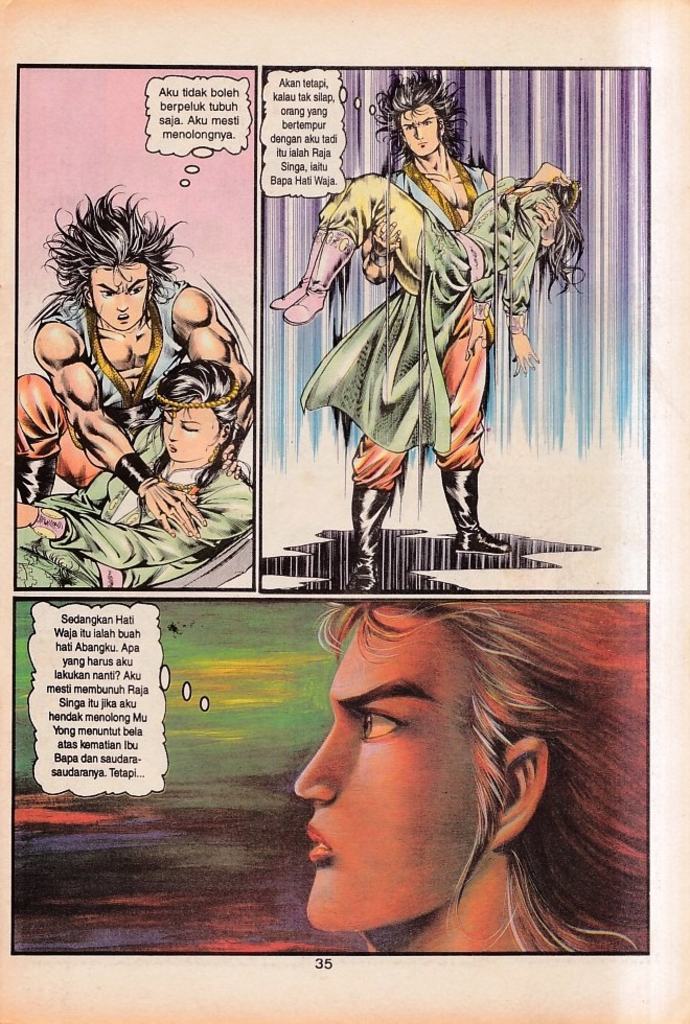 Aku tidak boleh
berpeluk tubuh
saja. Aku mesti
menolongnya.
Akan tetapi,
kalau tak silap,
orang yang
bertempur
dengan aku tadi
itu ialah Raja
Singa, iaitu
Bapa Hati Waja.
Sedangkan Hati
Waja itu ialah buah
hati Abangku. Apa
yang harus aku
lakukan nanti? Aku
mesti membunuh Raja
Singa itu jika aku
hendak menolong Mu
Yong menuntut bela
atas kematian Ibu
Bapa dan saudara-
saudaranya. Tetapi...
35